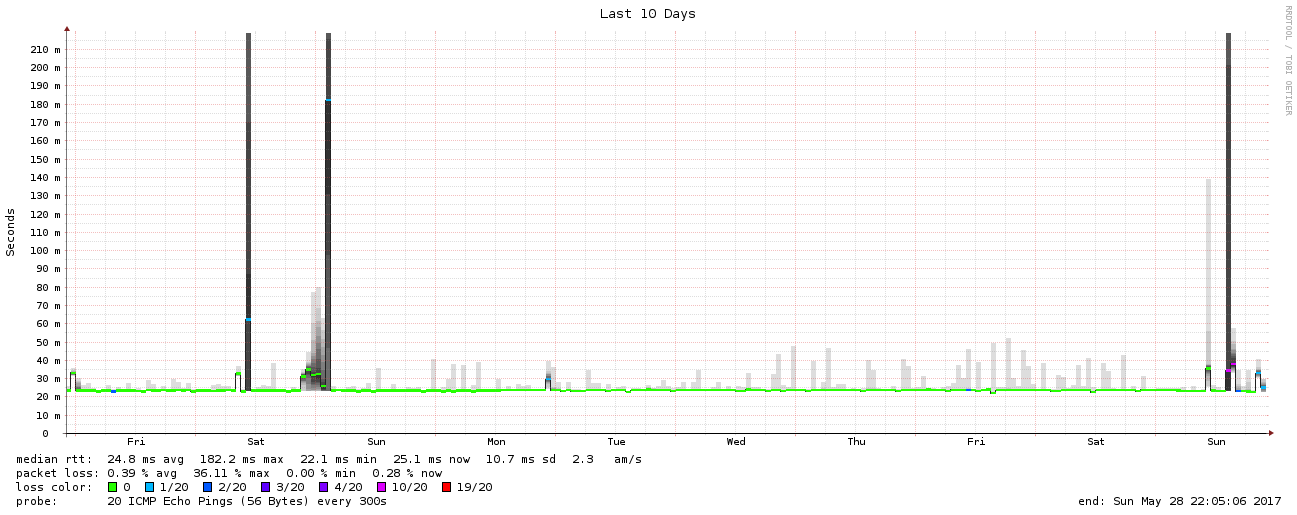 Last 10 Days
RRDTOOL / TOBI OETIKER
Seconds
210 m
200 m
190 m
180 m
170 m
160 m
150 m
140 m
130 m
120 m
110 m
100 m
90 m
80 m
70 m
60 m
50 m
40 m
30 m
20 m
10 m
0
Fri Sat Sun Mon Tue Wed Thu Fri Sat Sun
median rtt: 24.8 ms avg 182.2 ms max 22.1 ms min 25.1 ms now 10.7 ms sd 2.3 am/s
packet loss: 0.39 % avg 36.11 % max 0.00 % min 0.28 % now
loss color: 0 1/20 2/20 3/20 4/20 10/20 19/20
probe: 20 ICMP Echo Pings (56 Bytes) every 300s end: Sun May 28 22:05:06 2017